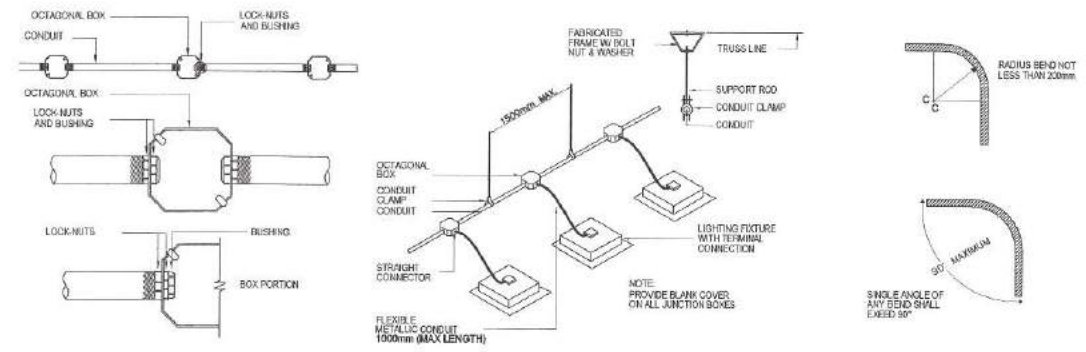 OCTAGONAL BOX
LOCK-NUTS
AND BUSHING
CONDUIT
OCTAGONAL BOX
LOCK-NUTS
AND BUSHING
LOCK-NUTS
BUSHING
BOX PORTION
FABRICATED
FRAME W/ BOLT
NUT & WASHER
TRUSS LINE
SUPPORT ROD
CONDUIT CLAMP
CONDUIT
1500mm MAX.
OCTAGONAL
BOX
CONDUIT
CLAMP
CONDUIT
STRAIGHT
CONNECTOR
FLEXIBLE
METALLIC CONDUIT
1000mm (MAX LENGTH)
LIGHTING FIXTURE
WITH TERMINAL
CONNECTION
NOTE:
PROVIDE BLANK COVER
ON ALL JUNCTION BOXES
RADIUS BEND NOT
LESS THAN 200mm
C
C
90° MAXIMUM
SINGLE ANGLE OF
ANY BEND SHALL
EXEED 90°